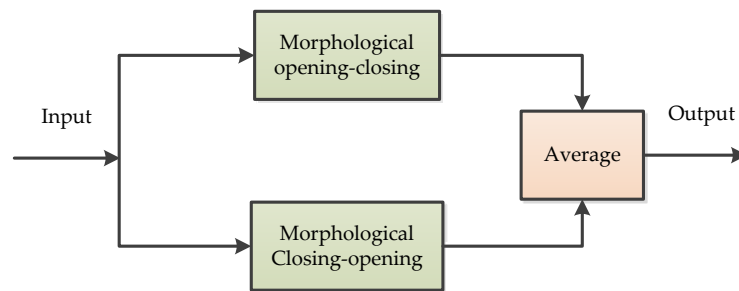 Morphological
opening-closing
Input
Output
Average
Morphological
Closing-opening